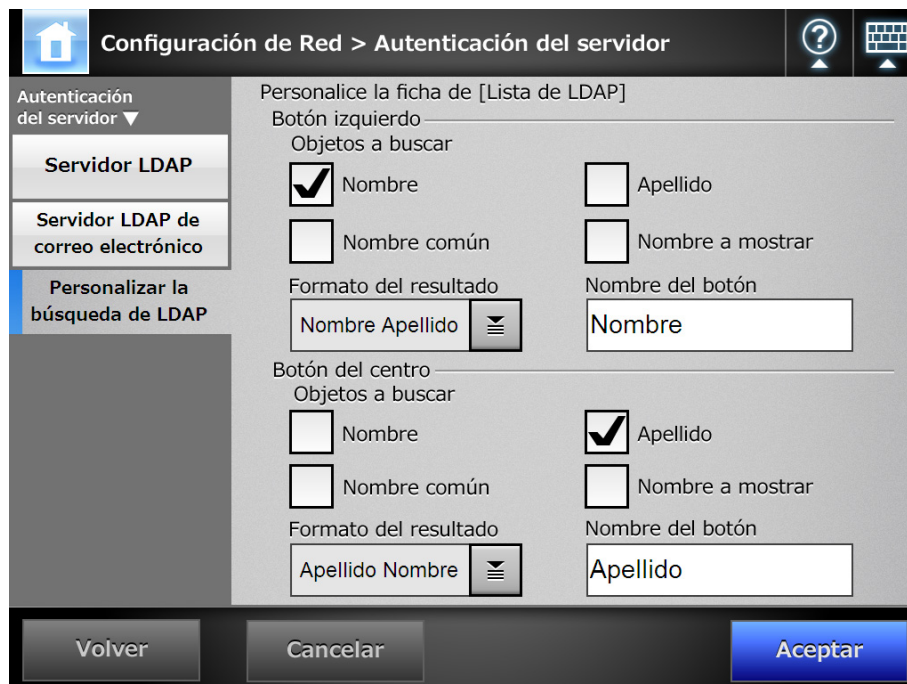 Configuración de Red > Autenticación del servidor
Autenticación
del servidor ▼
Servidor LDAP
Servidor LDAP de
correo electrónico
Personalizar la
búsqueda de LDAP
Personalice la ficha de [Lista de LDAP]
Botón izquierdo
Objetos a buscar
Nombre
Apellido
Nombre común
Nombre a mostrar
Formato del resultado
Nombre del botón
Nombre Apellido
Nombre
Botón del centro
Objetos a buscar
Nombre
Apellido
Nombre común
Nombre a mostrar
Formato del resultado
Nombre del botón
Apellido Nombre
Apellido
Volver
Cancelar
Aceptar